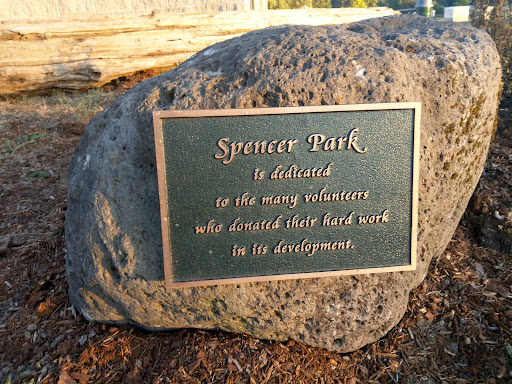 Spencer Park
is dedicated
to the many volunteers
who donated their hard work
in its development.